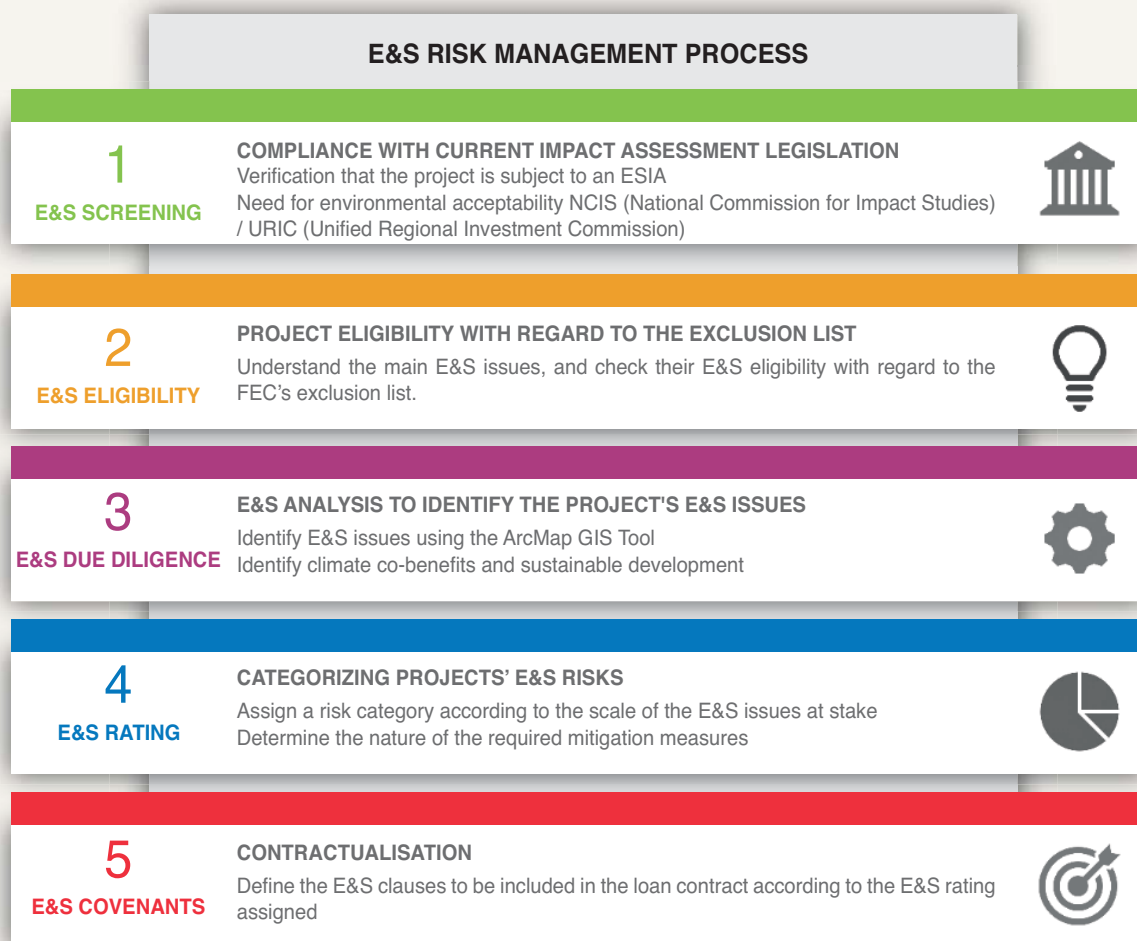 E&S RISK MANAGEMENT PROCESS
1
E&S SCREENING
COMPLIANCE WITH CURRENT IMPACT ASSESSMENT LEGISLATION
Verification that the project is subject to an ESIA
Need for environmental acceptability NCIS (National Commission for Impact Studies)
/ URIC (Unified Regional Investment Commission)
2
E&S ELIGIBILITY
PROJECT ELIGIBILITY WITH REGARD TO THE EXCLUSION LIST
Understand the main E&S issues, and check their E&S eligibility with regard to the
FEC’s exclusion list.
3
E&S DUE DILIGENCE
E&S ANALYSIS TO IDENTIFY THE PROJECT'S E&S ISSUES
Identify E&S issues using the ArcMap GIS Tool
Identify climate co-benefits and sustainable development
4
E&S RATING
CATEGORIZING PROJECTS’ E&S RISKS
Assign a risk category according to the scale of the E&S issues at stake
Determine the nature of the required mitigation measures
5
E&S COVENANTS
CONTRACTUALISATION
Define the E&S clauses to be included in the loan contract according to the E&S rating
assigned